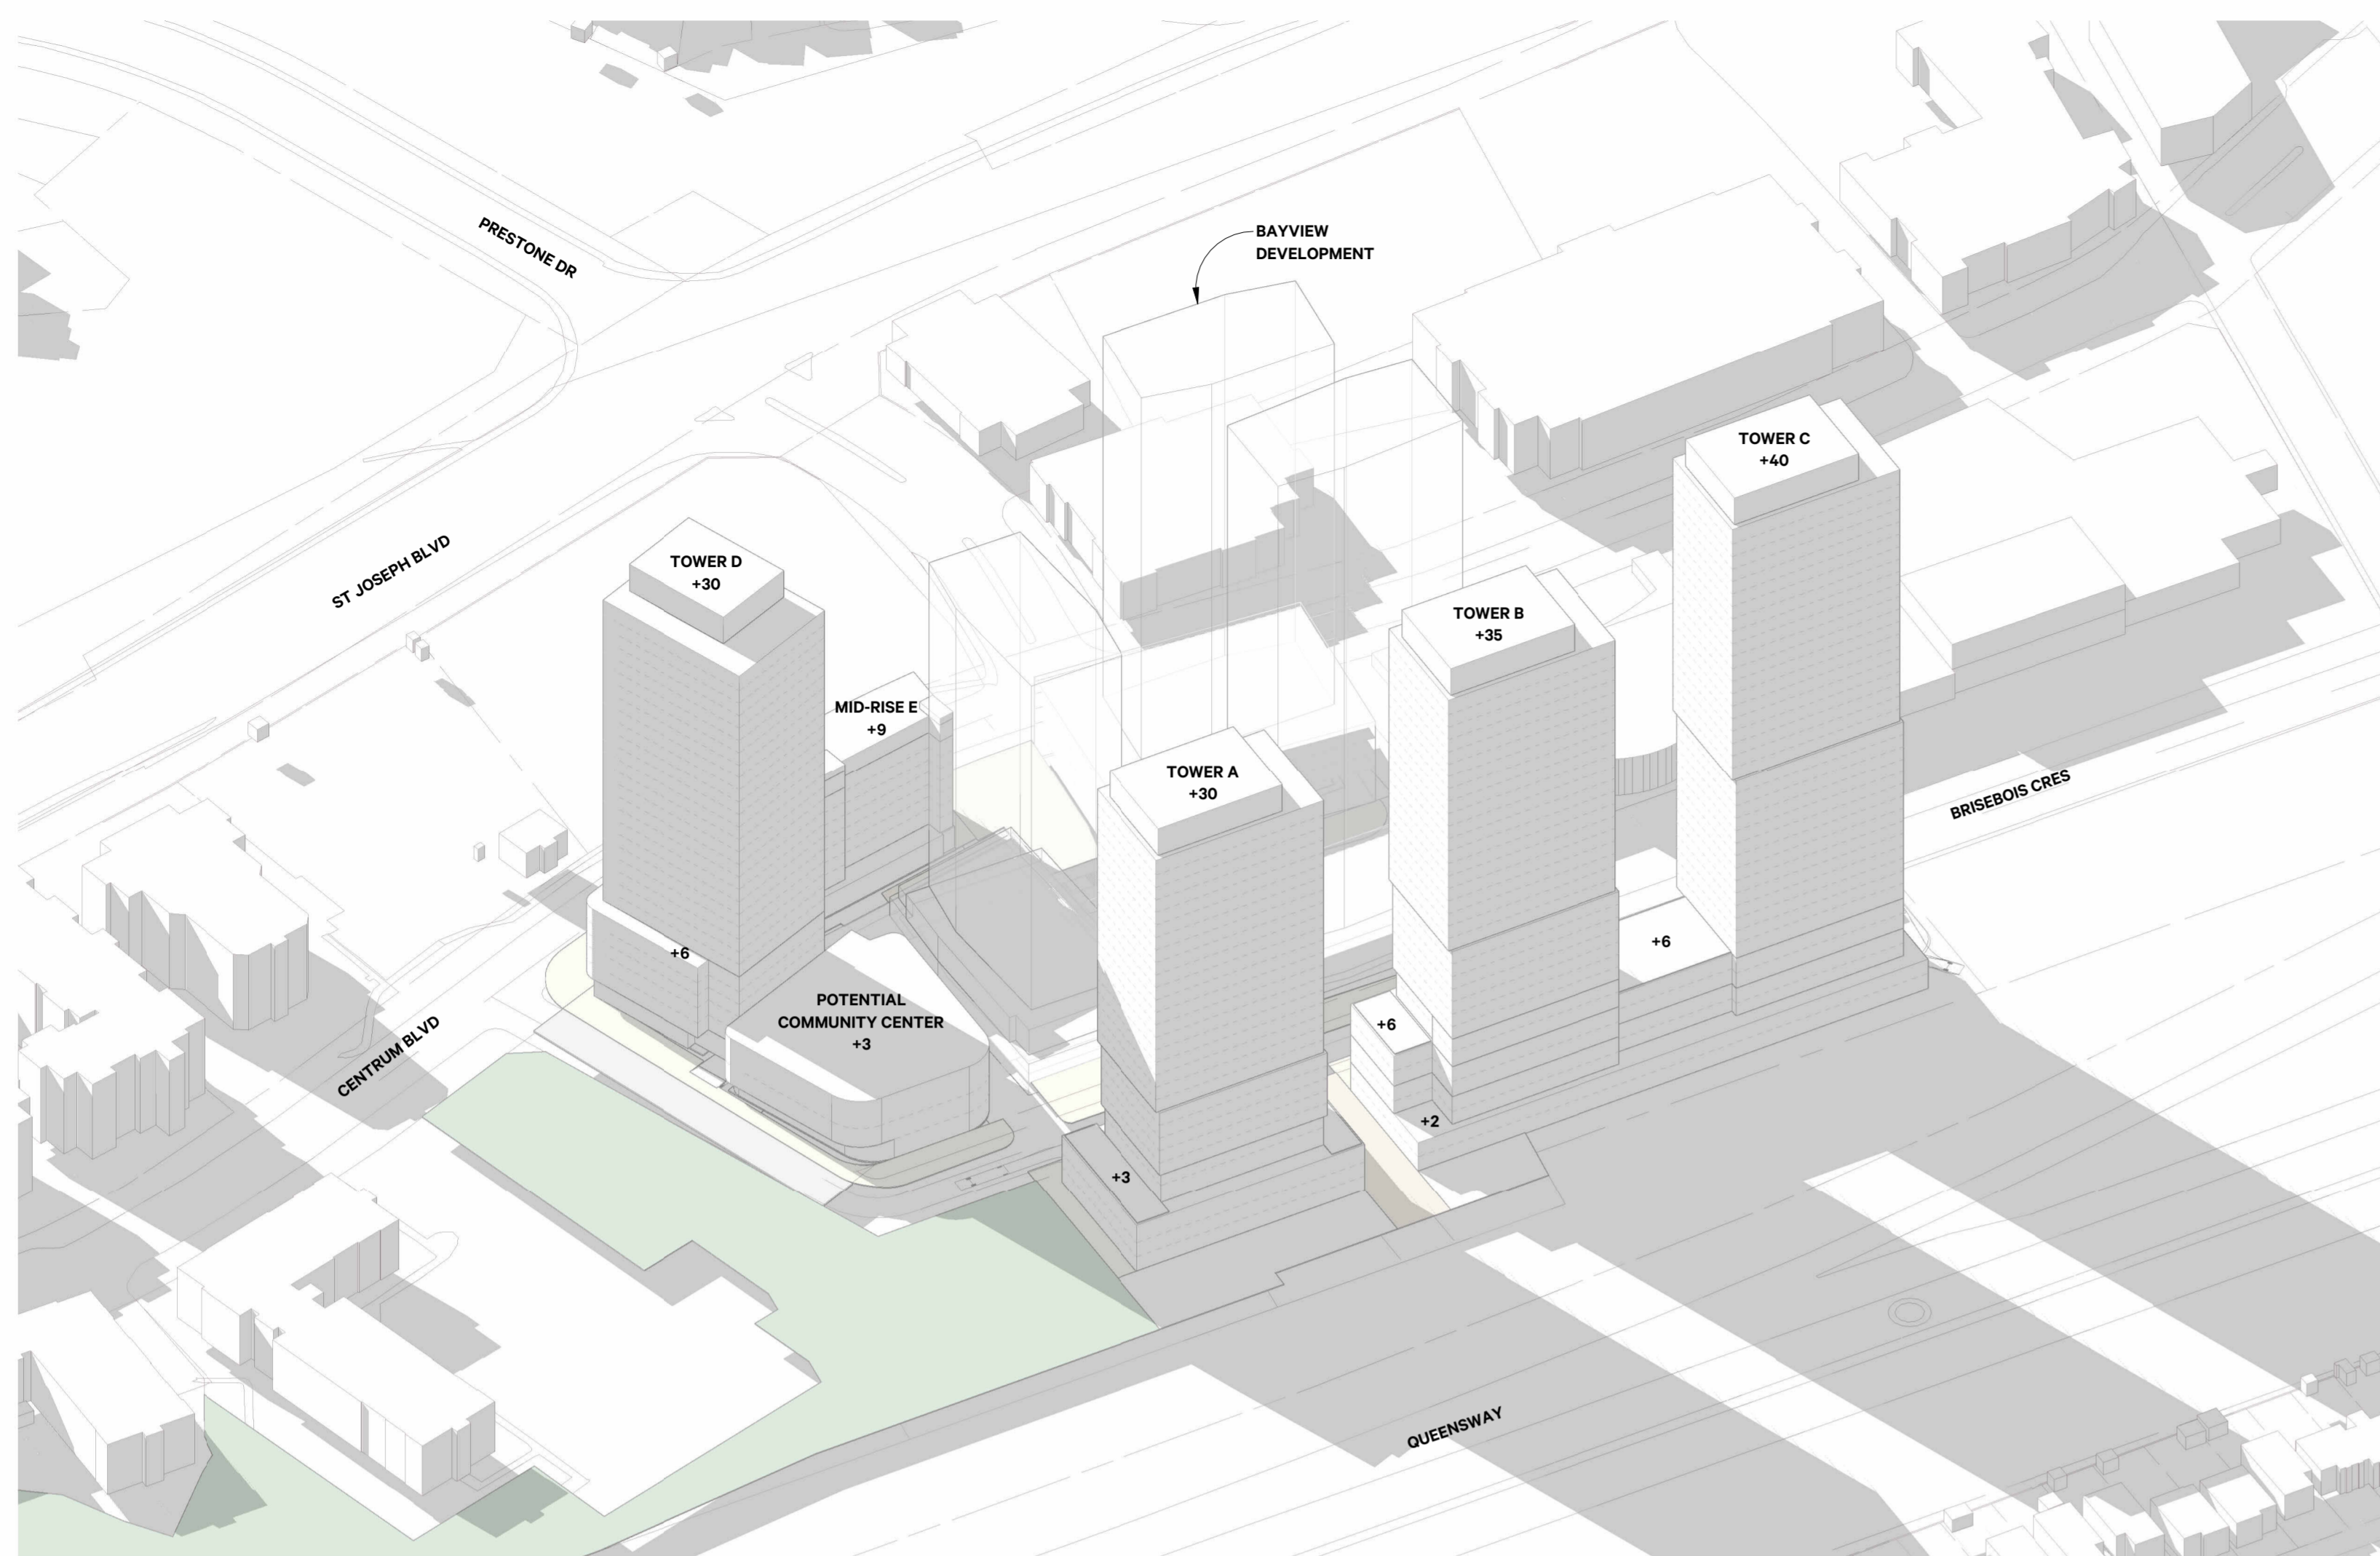 PRESTONE DR
BAYVIEW
DEVELOPMENT
TOWER C
+40
ST JOSEPH BLVD
TOWER D
+30
TOWER B
+35
MID-RISE E
+9
TOWER A
+30
BRISEBOIS CRES
+6
+6
POTENTIAL
COMMUNITY CENTER
+3
+6
CENTRUM BLVD
+2
+3
QUEENSWAY